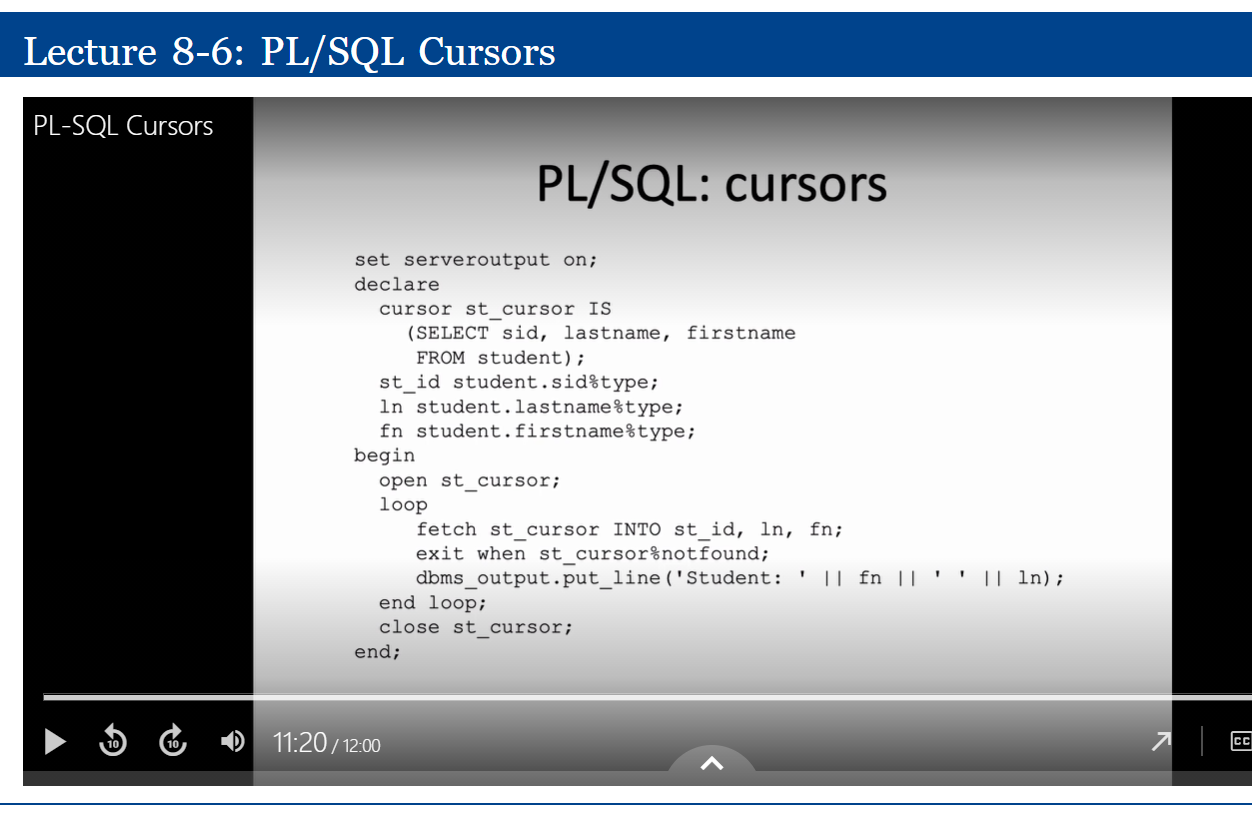 Lecture 8-6: PL/SQL Cursors
PL-SQL Cursors
PL/SQL: cursors
set serveroutput on;
declare
  cursor st_cursor IS
    (SELECT sid, lastname, firstname
     FROM student);
  st_id student.sid%type;
  ln student.lastname%type;
  fn student.firstname%type;
begin
  open st_cursor;
  loop
     fetch st_cursor INTO st_id, ln, fn;
     exit when st_cursor%notfound;
     dbms_output.put_line('Student: ' || fn || ' ' || ln);
  end loop;
  close st_cursor;
end;
10 10 11:20 / 12:00 CC